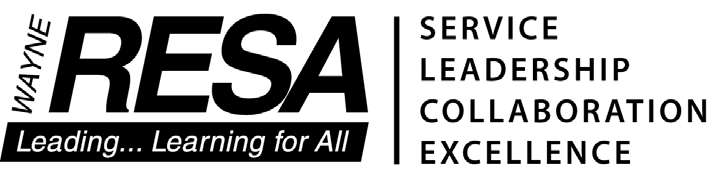 WAYNE
RESA
Leading... Learning for All
SERVICE
LEADERSHIP
COLLABORATION
EXCELLENCE